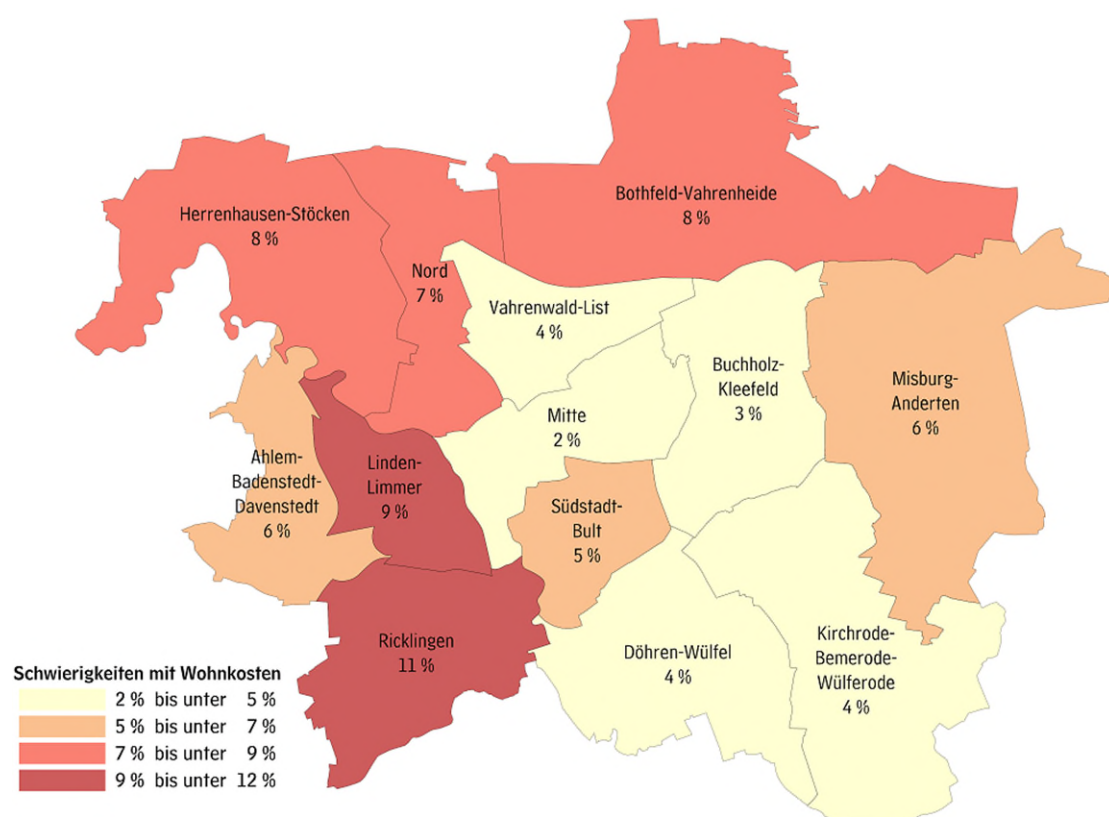 Herrenhausen-Stöcken
8 %
Nord
7 %
Bothfeld-Vahrenheide
8 %
Vahrenwald-List
4 %
Buchholz-
Kleefeld
3 %
Misburg-
Anderten
6 %
Mitte
2 %
Ahlem-
Badenstedt-
Davenstedt
6 %
Linden-
Limmer
9 %
Südstadt-
Bult
5 %
Ricklingen
11 %
Döhren-Wülfel
4 %
Kirchrode-
Bemerode-
Wülferode
4 %
Schwierigkeiten mit Wohnkosten
2 % bis unter 5 %
5 % bis unter 7 %
7 % bis unter 9 %
9 % bis unter 12 %